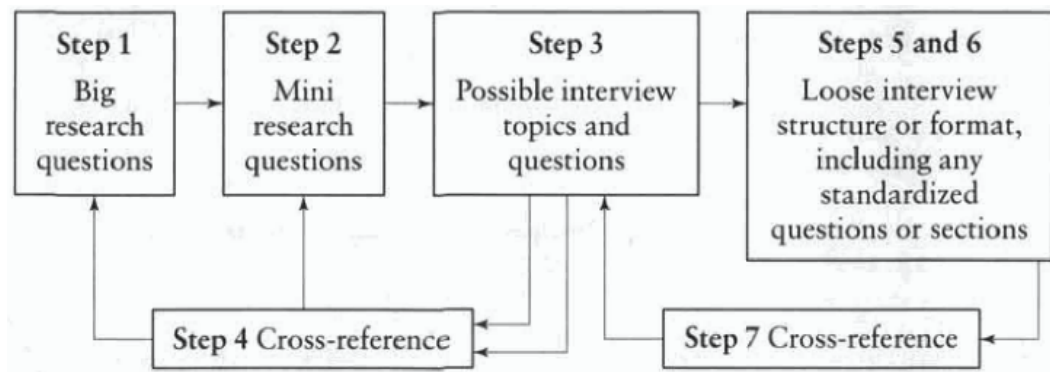 Step 1
Big
research
questions
Step 2
Mini
research
questions
Step 3
Possible interview
topics and
questions
Steps 5 and 6
Loose interview
structure or format,
including any
standardized
questions or sections
Step 4 Cross-reference
Step 7 Cross-reference